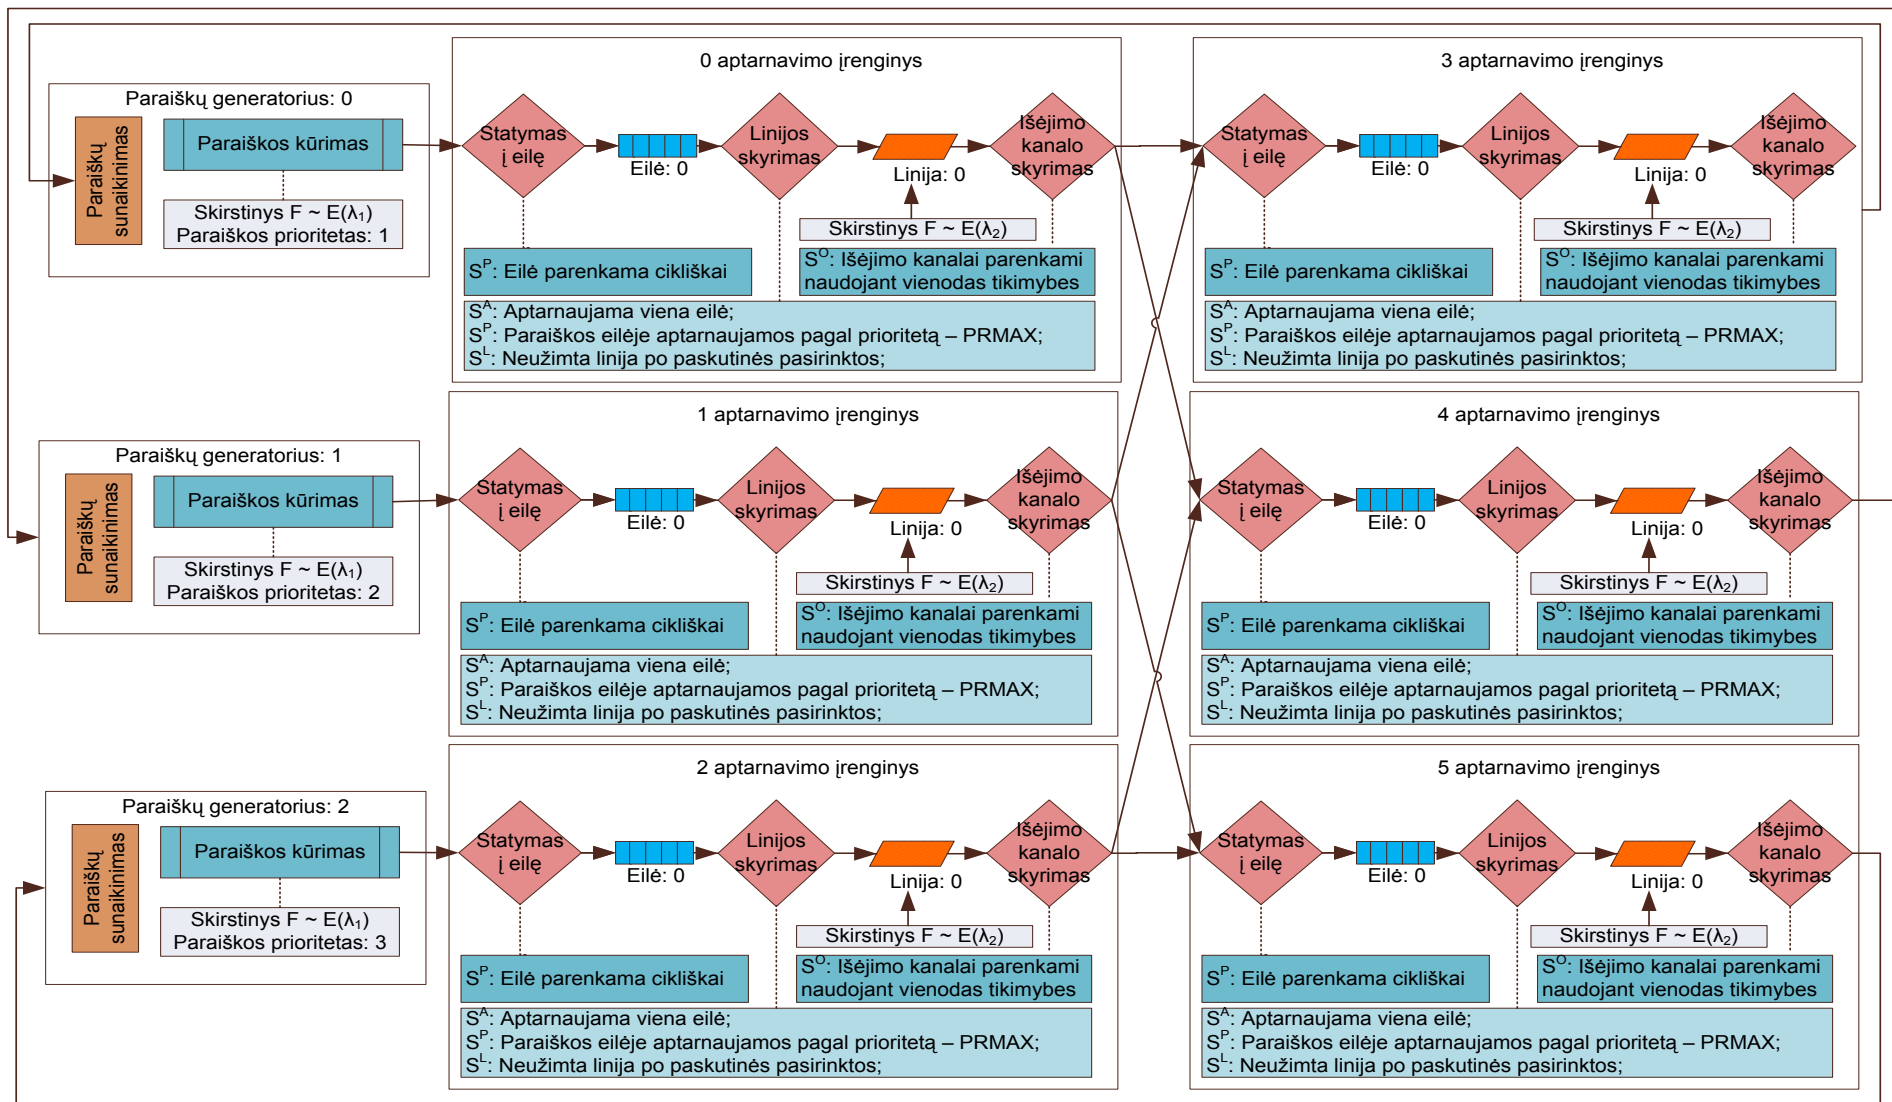 0 aptarnavimo įrenginys
3 aptarnavimo įrenginys
Paraiškų generatorius: 0
Paraiškų
sunaikinimas
Paraiškos kūrimas
Skirstinys F ~ E(λ₁)
Paraiškos prioritetas: 1
Statymas
į eilę
Eilė: 0
Linijos
skyrimas
Linija: 0
Išėjimo
kanalo
skyrimas
Skirstinys F ~ E(λ₂)
Sᴾ: Eilė parenkama cikliškai
Sᴼ: Išėjimo kanalai parenkami
naudojant vienodas tikimybes
Sᴬ: Aptarnaujama viena eilė;
Sᴾ: Paraiškos eilėje aptarnaujamos pagal prioritetą – PRMAX;
Sᴸ: Neužimta linija po paskutinės pasirinktos;
Statymas
į eilę
Eilė: 0
Linijos
skyrimas
Linija: 0
Išėjimo
kanalo
skyrimas
Skirstinys F ~ E(λ₂)
Sᴾ: Eilė parenkama cikliškai
Sᴼ: Išėjimo kanalai parenkami
naudojant vienodas tikimybes
Sᴬ: Aptarnaujama viena eilė;
Sᴾ: Paraiškos eilėje aptarnaujamos pagal prioritetą – PRMAX;
Sᴸ: Neužimta linija po paskutinės pasirinktos;
1 aptarnavimo įrenginys
4 aptarnavimo įrenginys
Paraiškų generatorius: 1
Paraiškų
sunaikinimas
Paraiškos kūrimas
Skirstinys F ~ E(λ₁)
Paraiškos prioritetas: 2
Statymas
į eilę
Eilė: 0
Linijos
skyrimas
Linija: 0
Išėjimo
kanalo
skyrimas
Skirstinys F ~ E(λ₂)
Sᴾ: Eilė parenkama cikliškai
Sᴼ: Išėjimo kanalai parenkami
naudojant vienodas tikimybes
Sᴬ: Aptarnaujama viena eilė;
Sᴾ: Paraiškos eilėje aptarnaujamos pagal prioritetą – PRMAX;
Sᴸ: Neužimta linija po paskutinės pasirinktos;
Statymas
į eilę
Eilė: 0
Linijos
skyrimas
Linija: 0
Išėjimo
kanalo
skyrimas
Skirstinys F ~ E(λ₂)
Sᴾ: Eilė parenkama cikliškai
Sᴼ: Išėjimo kanalai parenkami
naudojant vienodas tikimybes
Sᴬ: Aptarnaujama viena eilė;
Sᴾ: Paraiškos eilėje aptarnaujamos pagal prioritetą – PRMAX;
Sᴸ: Neužimta linija po paskutinės pasirinktos;
2 aptarnavimo įrenginys
5 aptarnavimo įrenginys
Paraiškų generatorius: 2
Paraiškų
sunaikinimas
Paraiškos kūrimas
Skirstinys F ~ E(λ₁)
Paraiškos prioritetas: 3
Statymas
į eilę
Eilė: 0
Linijos
skyrimas
Linija: 0
Išėjimo
kanalo
skyrimas
Skirstinys F ~ E(λ₂)
Sᴾ: Eilė parenkama cikliškai
Sᴼ: Išėjimo kanalai parenkami
naudojant vienodas tikimybes
Sᴬ: Aptarnaujama viena eilė;
Sᴾ: Paraiškos eilėje aptarnaujamos pagal prioritetą – PRMAX;
Sᴸ: Neužimta linija po paskutinės pasirinktos;
Statymas
į eilę
Eilė: 0
Linijos
skyrimas
Linija: 0
Išėjimo
kanalo
skyrimas
Skirstinys F ~ E(λ₂)
Sᴾ: Eilė parenkama cikliškai
Sᴼ: Išėjimo kanalai parenkami
naudojant vienodas tikimybes
Sᴬ: Aptarnaujama viena eilė;
Sᴾ: Paraiškos eilėje aptarnaujamos pagal prioritetą – PRMAX;
Sᴸ: Neužimta linija po paskutinės pasirinktos;